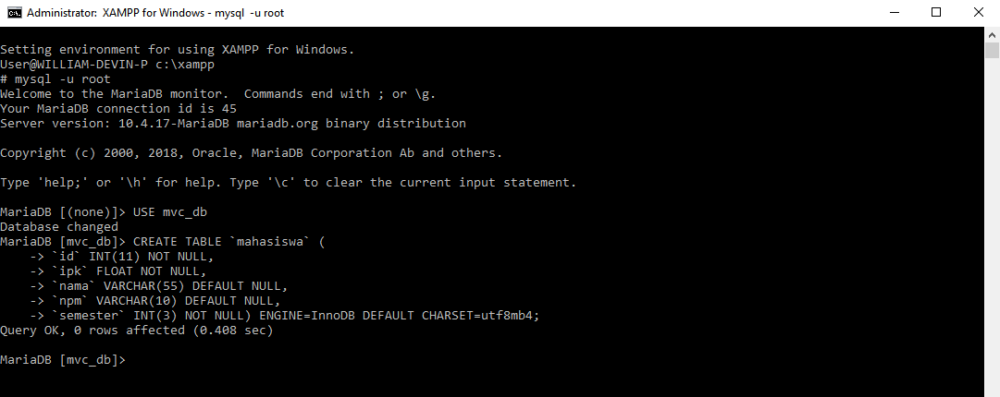 Administrator: XAMPP for Windows - mysql -u root
Setting environment for using XAMPP for Windows.
User@WILLIAM-DEVIN-P c:\xampp
# mysql -u root
Welcome to the MariaDB monitor.  Commands end with ; or \g.
Your MariaDB connection id is 45
Server version: 10.4.17-MariaDB mariadb.org binary distribution
Copyright (c) 2000, 2018, Oracle, MariaDB Corporation Ab and others.
Type 'help;' or '\h' for help. Type '\c' to clear the current input statement.
MariaDB [(none)]> USE mvc_db
Database changed
MariaDB [mvc_db]> CREATE TABLE `mahasiswa` (
    -> `id` INT(11) NOT NULL,
    -> `ipk` FLOAT NOT NULL,
    -> `nama` VARCHAR(55) DEFAULT NULL,
    -> `npm` VARCHAR(10) DEFAULT NULL,
    -> `semester` INT(3) NOT NULL) ENGINE=InnoDB DEFAULT CHARSET=utf8mb4;
Query OK, 0 rows affected (0.408 sec)
MariaDB [mvc_db]>